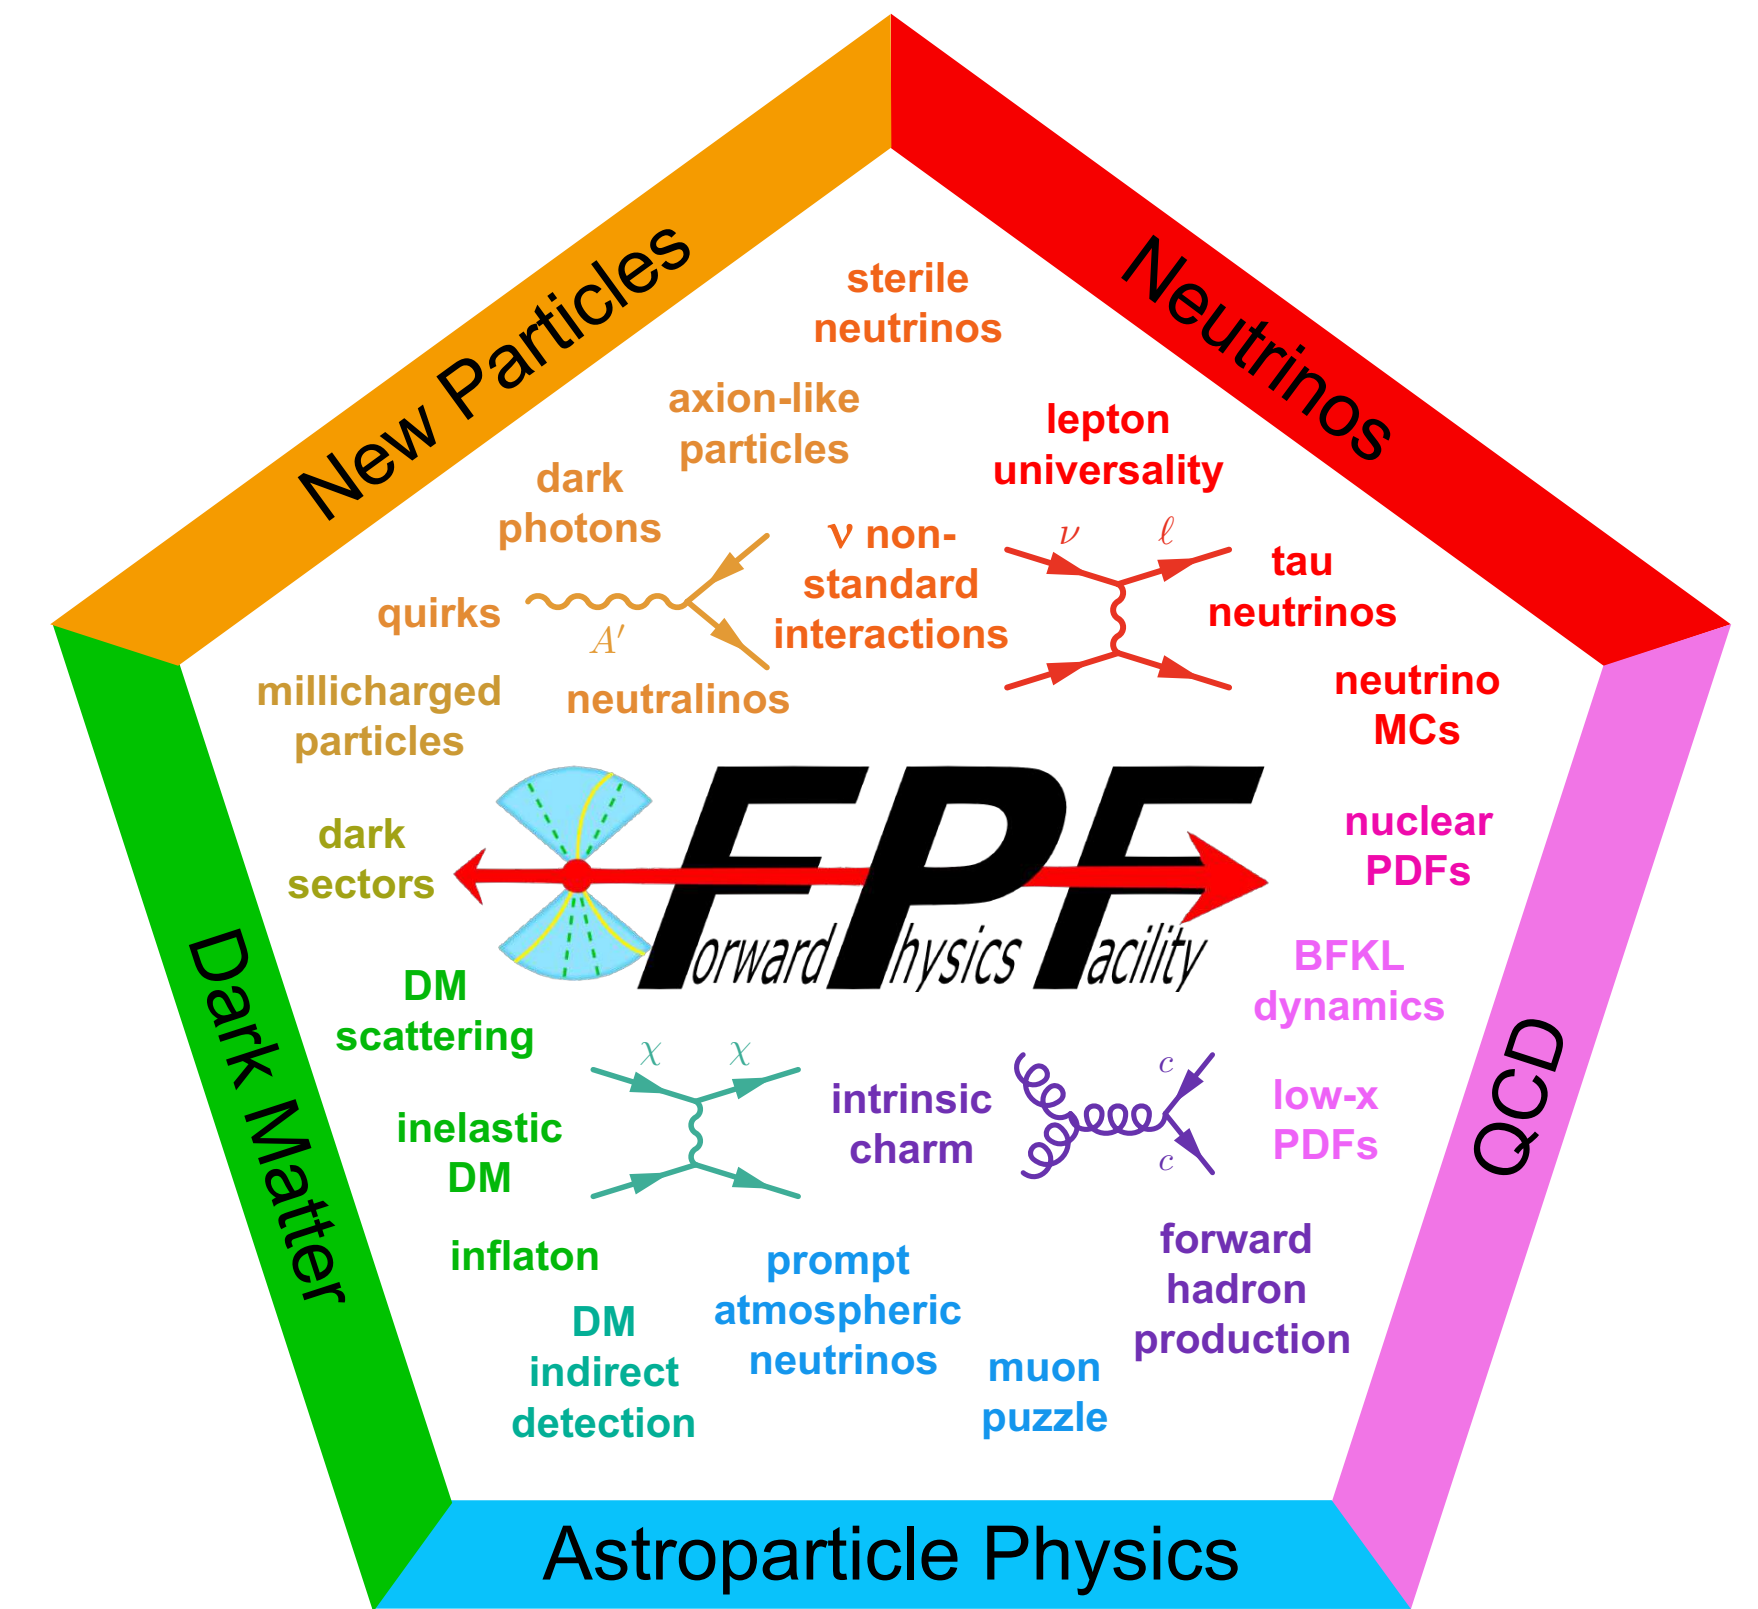 New Particles
Neutrinos
sterile
neutrinos
axion-like
particles
lepton
universality
dark
photons
ν non-
standard
interactions
ν
ℓ
tau
neutrinos
quirks
A′
millicharged
particles
neutralinos
neutrino
MCs
dark
sectors
FPF
Forward Physics Facility
nuclear
PDFs
Dark Matter
DM
scattering
BFKL
dynamics
QCD
χ
χ
inelastic
DM
intrinsic
charm
c
c
low-x
PDFs
inflaton
prompt
atmospheric
neutrinos
forward
hadron
production
DM
indirect
detection
muon
puzzle
Astroparticle Physics